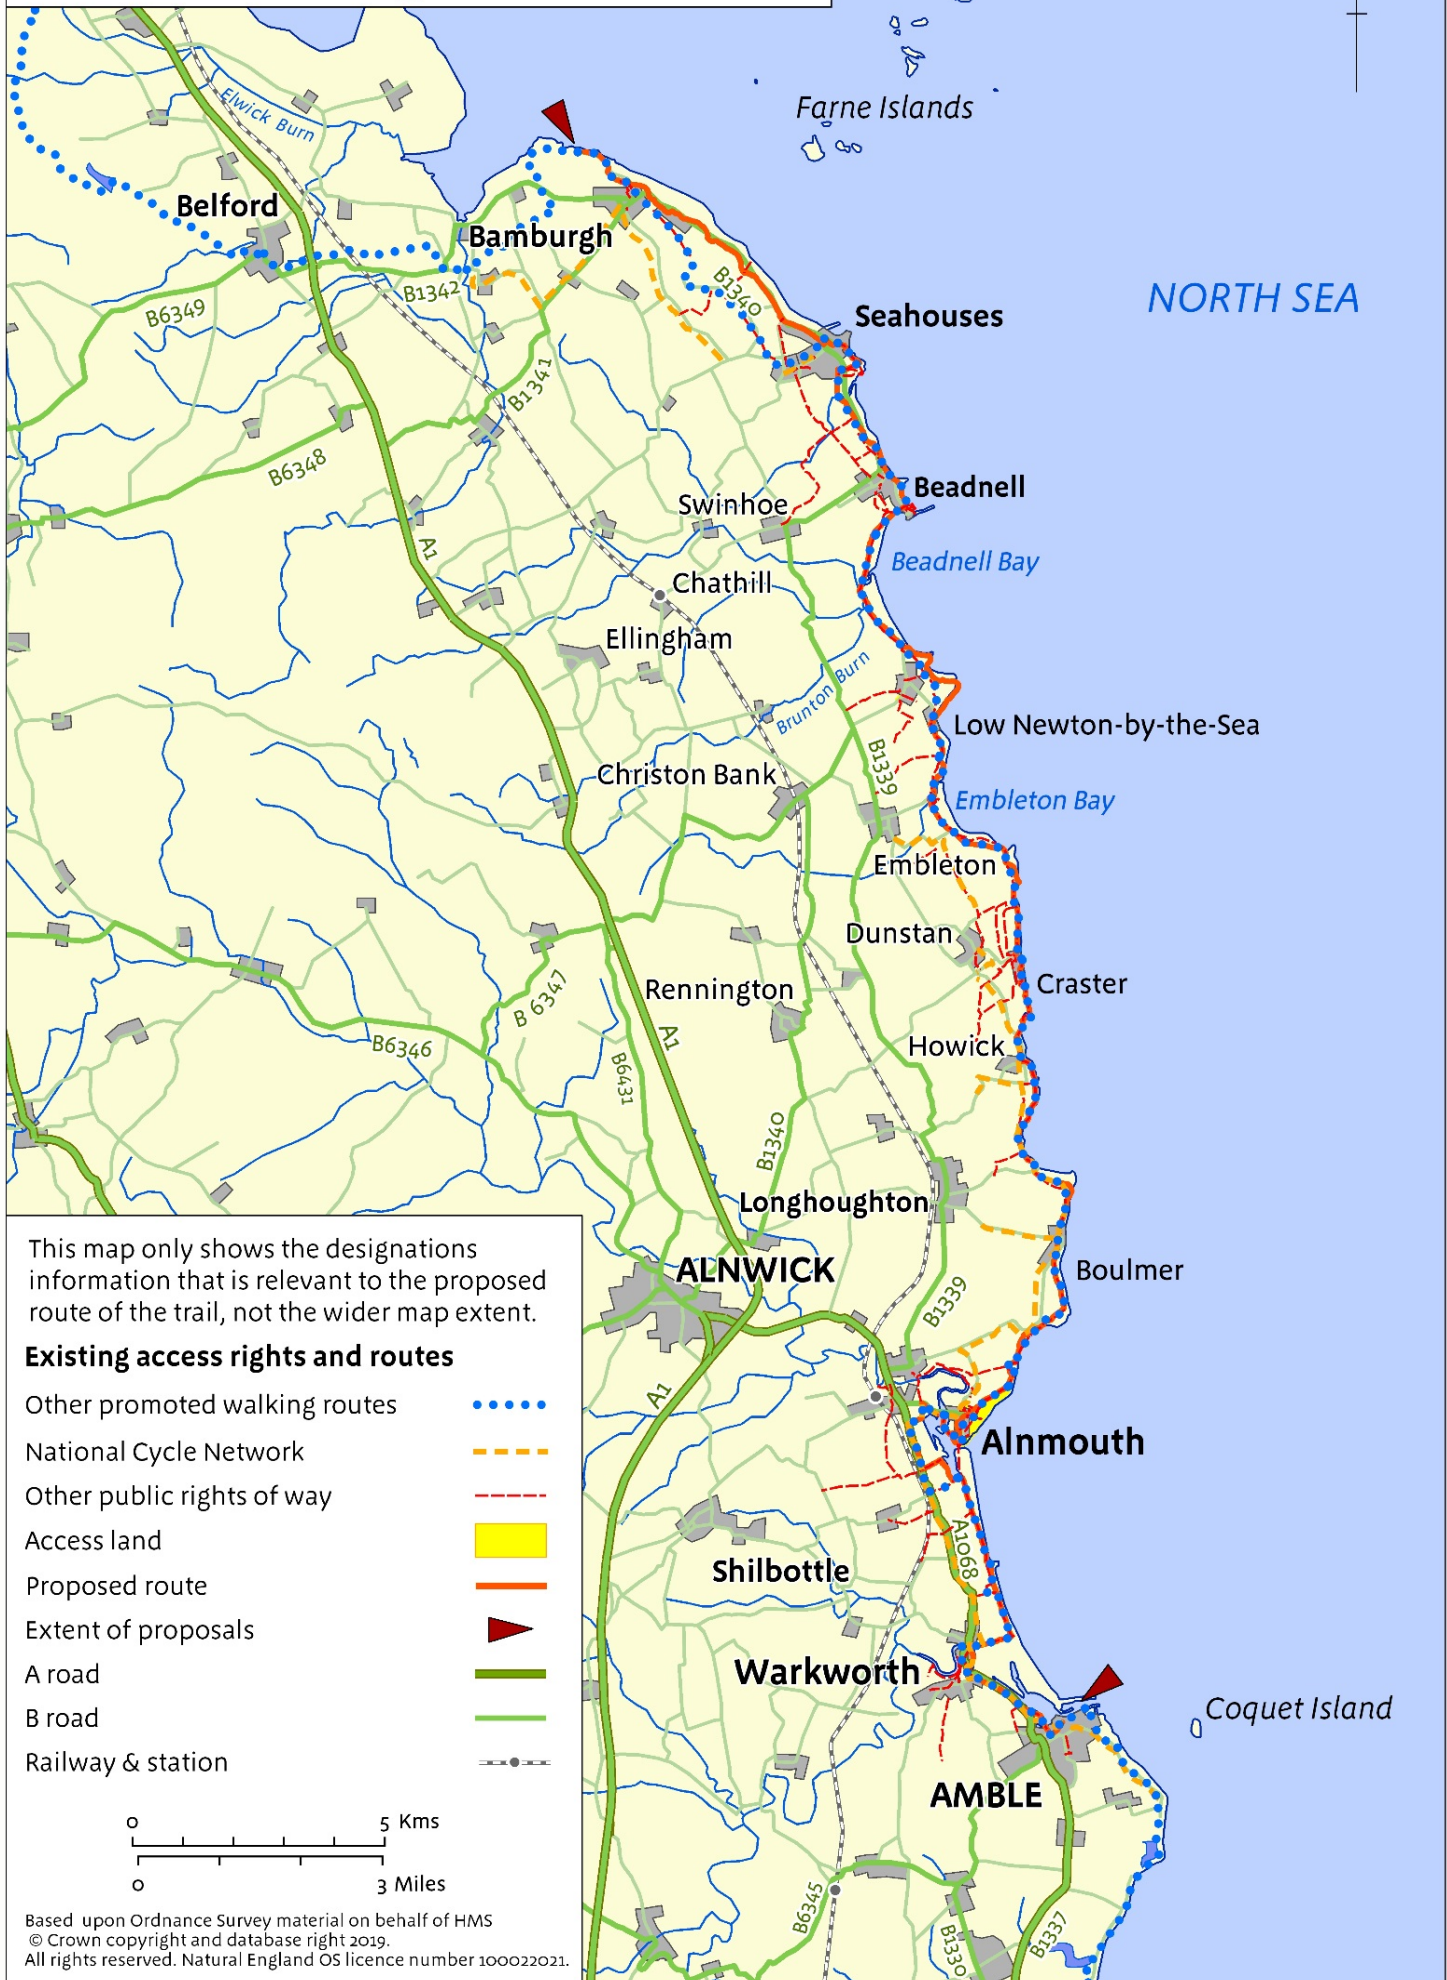 Farne Islands
Elwick Burn
Belford
Bamburgh
NORTH SEA
B1342
B1340
B6349
Seahouses
B1341
B6348
Beadnell
Swinhoe
A1
Beadnell Bay
Chathill
Ellingham
Brunton Burn
Low Newton-by-the-Sea
B1339
Christon Bank
Embleton Bay
Embleton
Dunstan
Craster
Rennington
B 6347
A1
Howick
B6346
B6431
B1340
Longhoughton
ALNWICK
Boulmer
B1339
A1
Alnmouth
A1068
Shilbottle
Warkworth
Coquet Island
AMBLE
B6345
B1330
B1337
This map only shows the designations
information that is relevant to the proposed
route of the trail, not the wider map extent.
Existing access rights and routes
Other promoted walking routes
National Cycle Network
Other public rights of way
Access land
Proposed route
Extent of proposals
A road
B road
Railway & station
0 5 Kms
0 3 Miles
Based upon Ordnance Survey material on behalf of HMS
© Crown copyright and database right 2019.
All rights reserved. Natural England OS licence number 100022021.